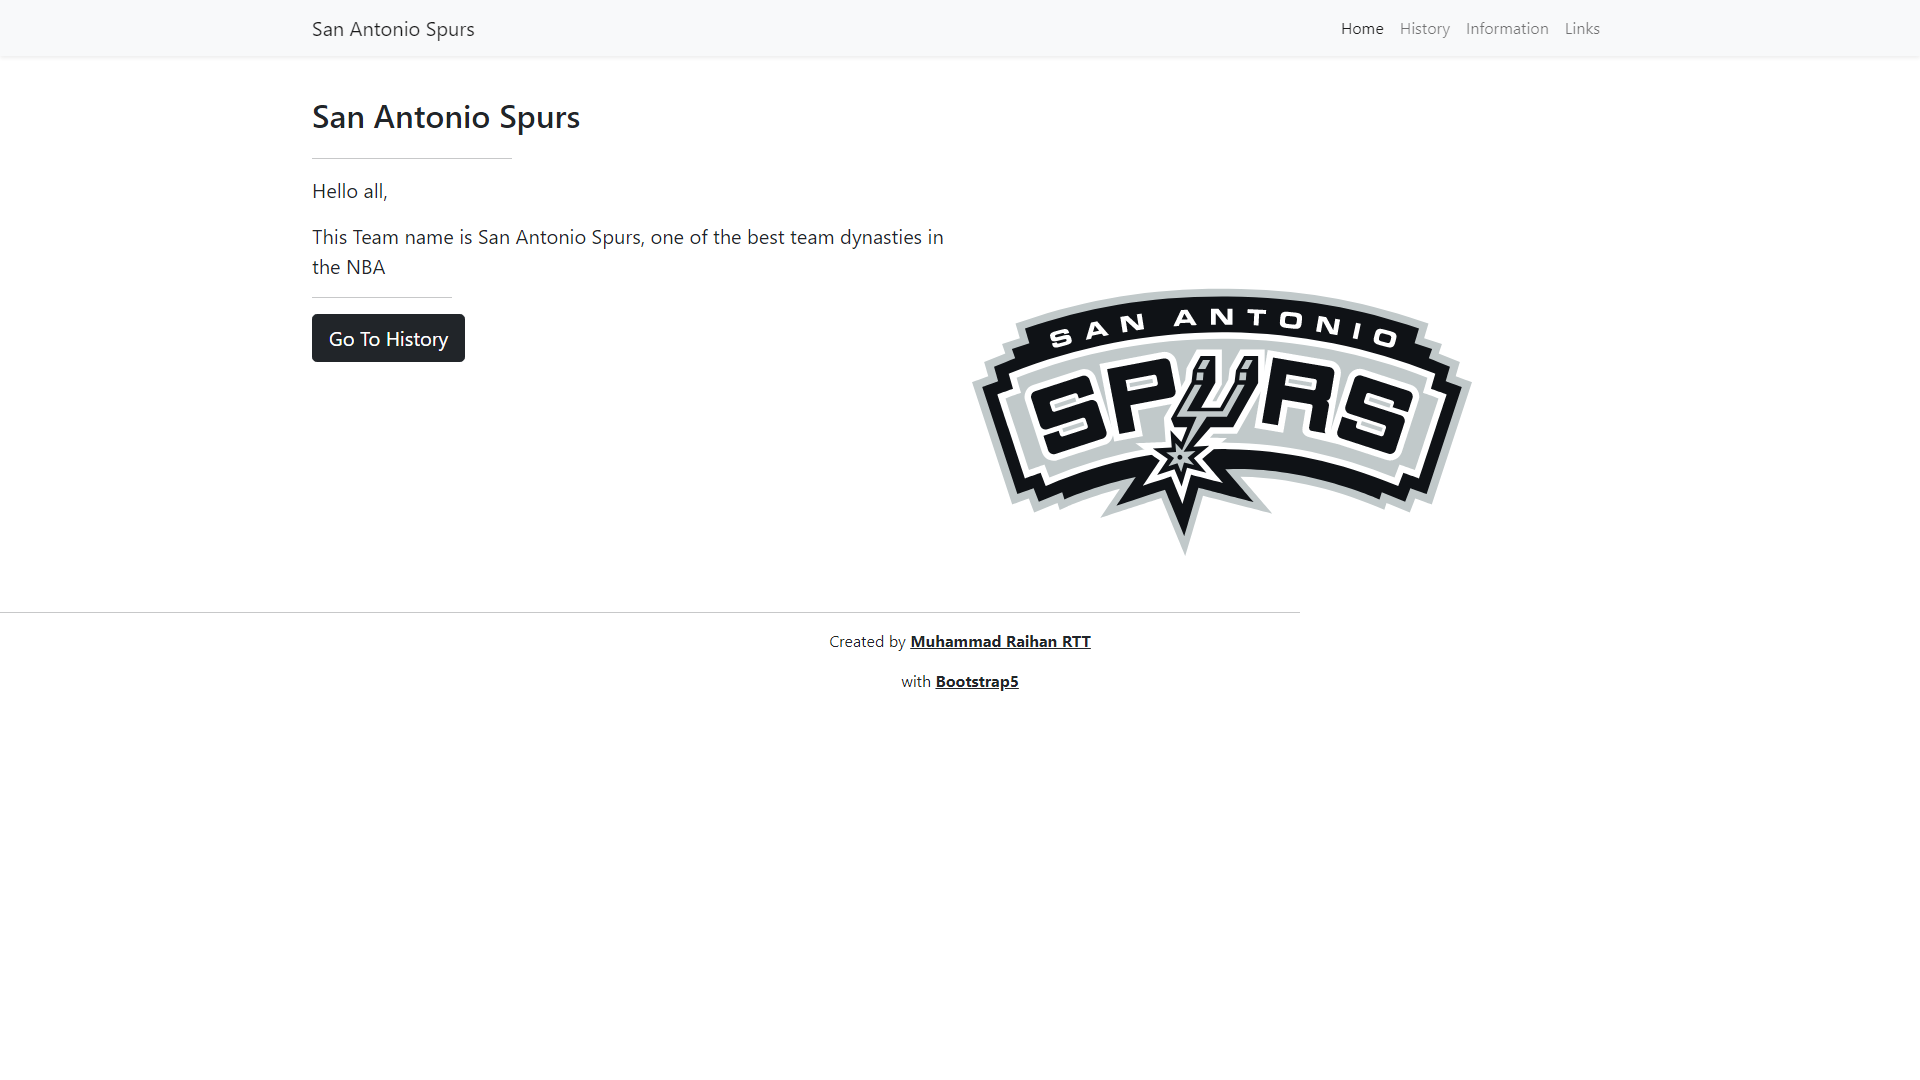 San Antonio Spurs
Home History Information Links
San Antonio Spurs
Hello all,
This Team name is San Antonio Spurs, one of the best team dynasties in
the NBA
Go To History
SAN ANTONIO
SPURS
Created by Muhammad Raihan RTT
with Bootstrap5